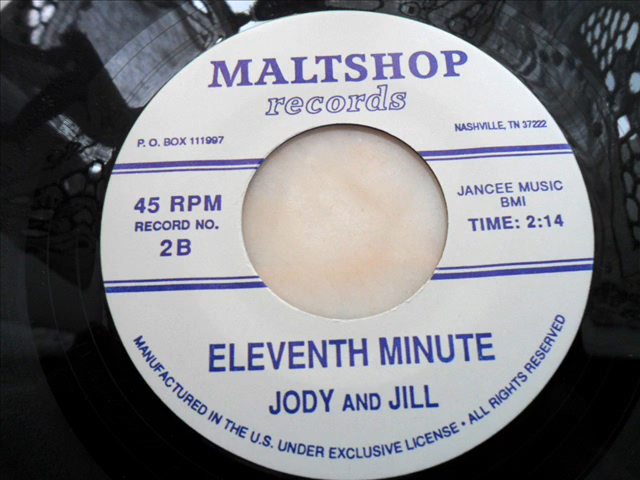 MALTSHOP
records
P. O. BOX 111997
NASHVILLE, TN 37222
45 RPM
RECORD NO.
2B
JANCEE MUSIC
BMI
TIME: 2:14
ELEVENTH MINUTE
JODY AND JILL
MANUFACTURED IN THE U.S. UNDER EXCLUSIVE LICENSE • ALL RIGHTS RESERVED